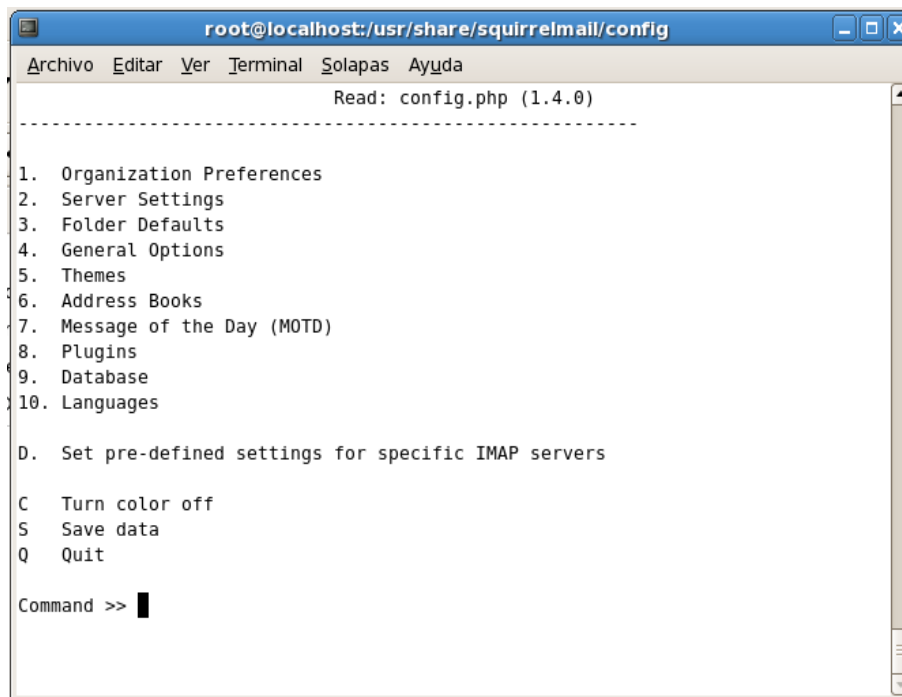 root@localhost:/usr/share/squirrelmail/config
Archivo Editar Ver Terminal Solapas Ayuda
Read: config.php (1.4.0)
---------------------------------------------------------
1. Organization Preferences
2. Server Settings
3. Folder Defaults
4. General Options
5. Themes
6. Address Books
7. Message of the Day (MOTD)
8. Plugins
9. Database
10. Languages
D. Set pre-defined settings for specific IMAP servers
C Turn color off
S Save data
Q Quit
Command >>